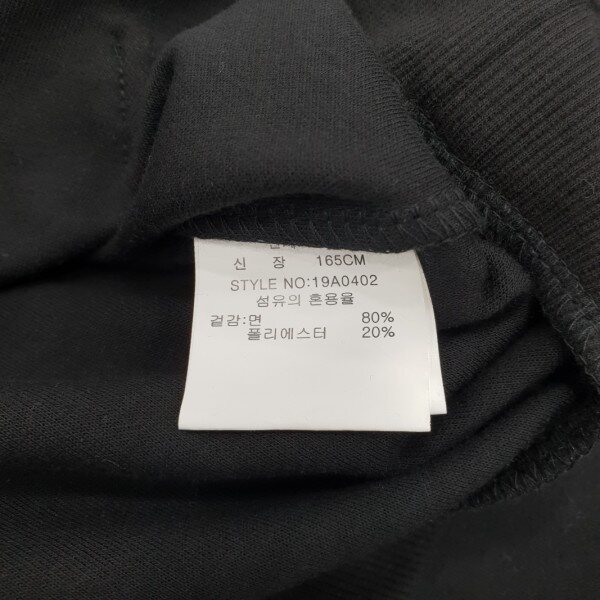 신 장 165CM
STYLE NO:19A0402
섬유의 혼용율
겉감:면 80%
폴리에스터 20%